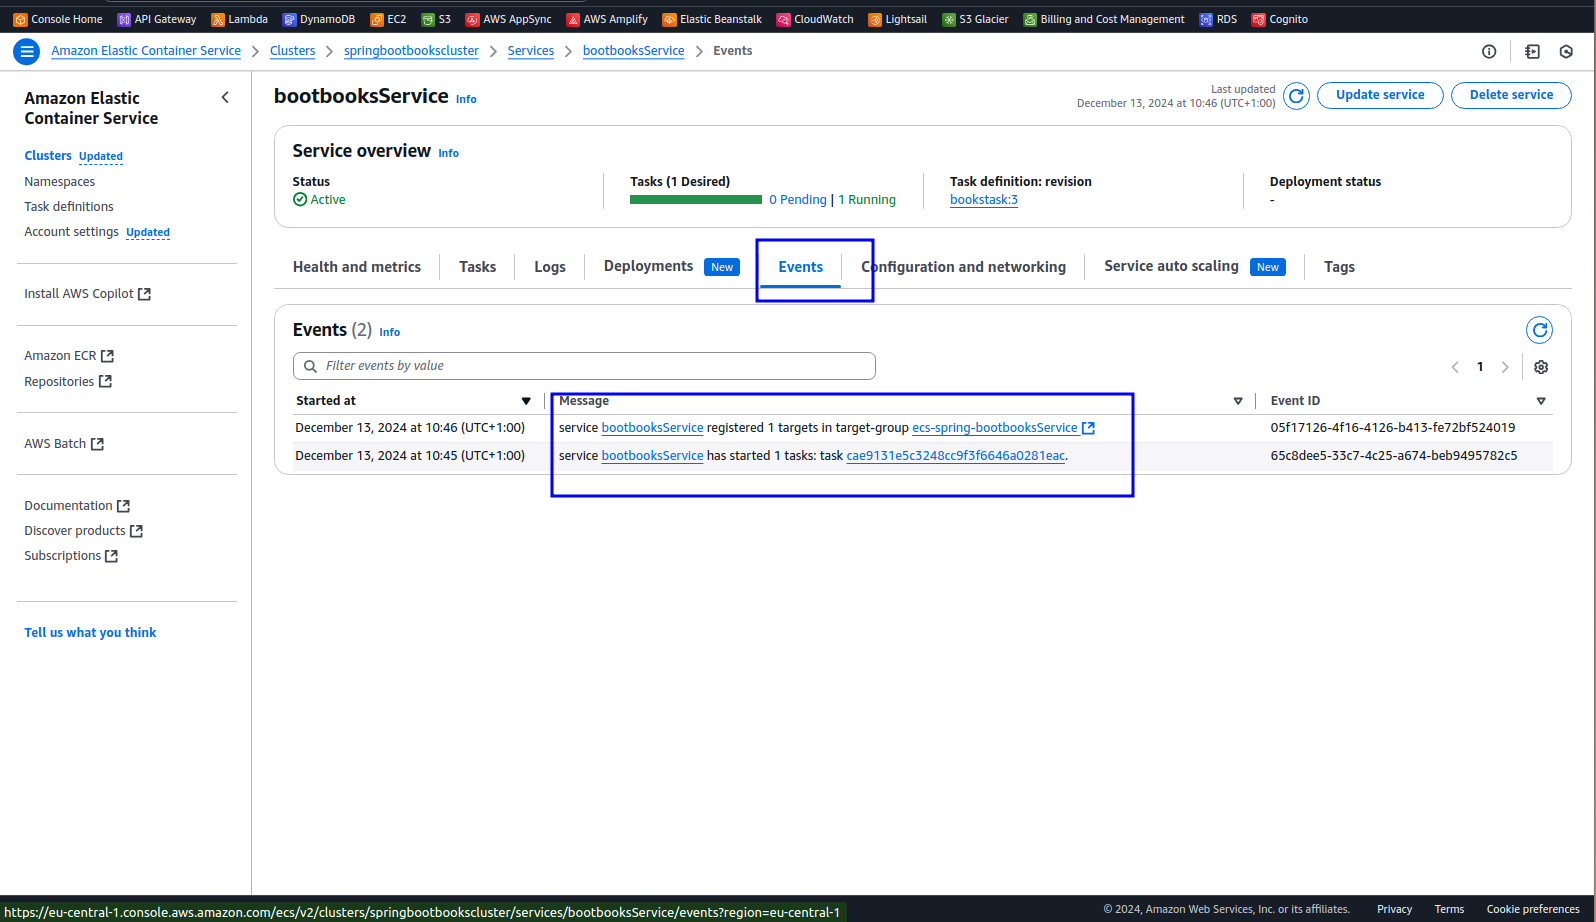 Console Home API Gateway Lambda DynamoDB EC2 S3 AWS AppSync AWS Amplify Elastic Beanstalk CloudWatch Lightsail S3 Glacier Billing and Cost Management RDS Cognito
Amazon Elastic Container Service Clusters springbootbookscluster Services bootbooksService Events
Amazon Elastic
Container Service
Clusters Updated
Namespaces
Task definitions
Account settings Updated
Install AWS Copilot
Amazon ECR
Repositories
AWS Batch
Documentation
Discover products
Subscriptions
Tell us what you think
bootbooksService Info
Last updated
December 13, 2024 at 10:46 (UTC+1:00)
Update service
Delete service
Service overview Info
Status
Active
Tasks (1 Desired)
0 Pending | 1 Running
Task definition: revision
bookstask:3
Deployment status
-
Health and metrics Tasks Logs Deployments New Events Configuration and networking Service auto scaling New Tags
Events (2) Info
Filter events by value
1
Started at Message Event ID
December 13, 2024 at 10:46 (UTC+1:00) service bootbooksService registered 1 targets in target-group ecs-spring-bootbooksService 05f17126-4f16-4126-b413-fe72bf524019
December 13, 2024 at 10:45 (UTC+1:00) service bootbooksService has started 1 tasks: task cae9131e5c3248cc9f3f6646a0281eac. 65c8dee5-33c7-4c25-a674-beb9495782c5
https://eu-central-1.console.aws.amazon.com/ecs/v2/clusters/springbootbookscluster/services/bootbooksService/events?region=eu-central-1
© 2024, Amazon Web Services, Inc. or its affiliates. Privacy Terms Cookie preferences